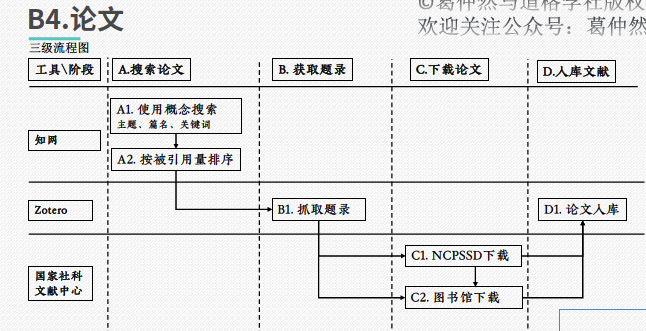 ©葛仲然与道格学社版权
欢迎关注公众号：葛仲然
B4.论文
三级流程图
工具\阶段
A.搜索论文
B. 获取题录
C.下载论文
D.入库文献
A1. 使用概念搜索
主题、篇名、关键词
知网
A2. 按被引用量排序
Zotero
B1. 抓取题录
D1. 论文入库
国家社科
文献中心
C1. NCPSSD下载
C2. 图书馆下载